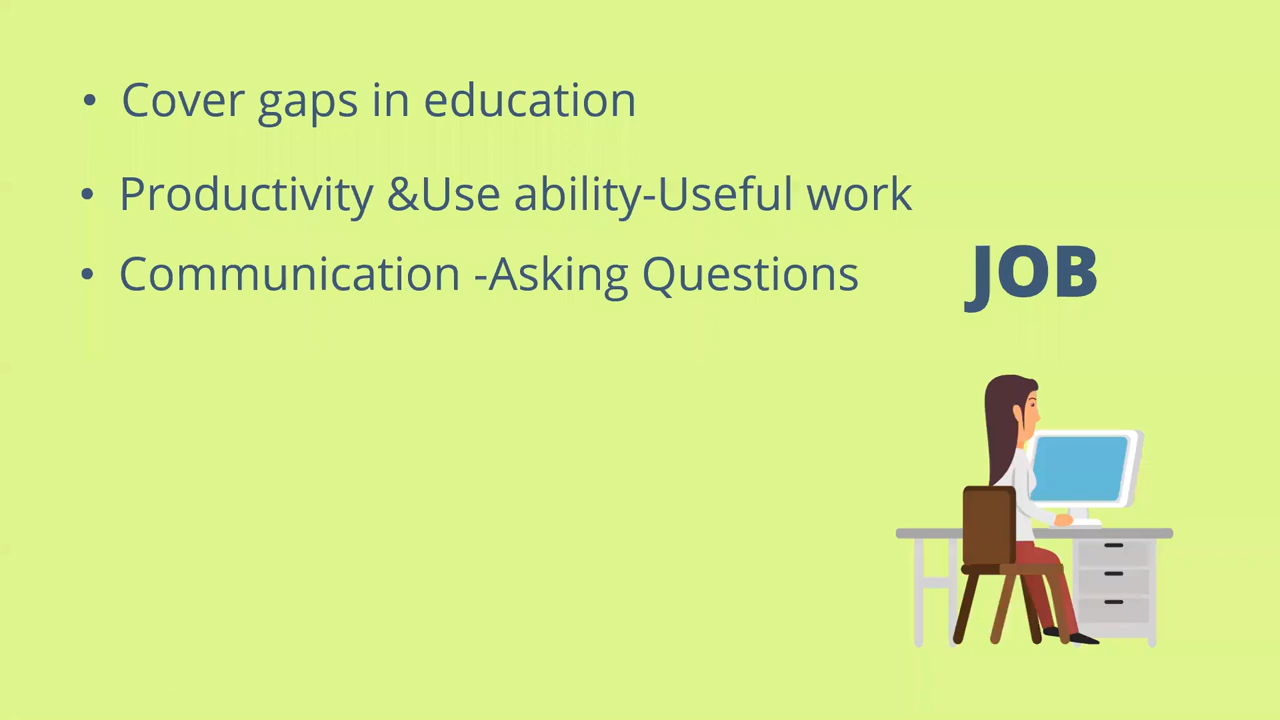 • Cover gaps in education
• Productivity &Use ability-Useful work
• Communication -Asking Questions
JOB